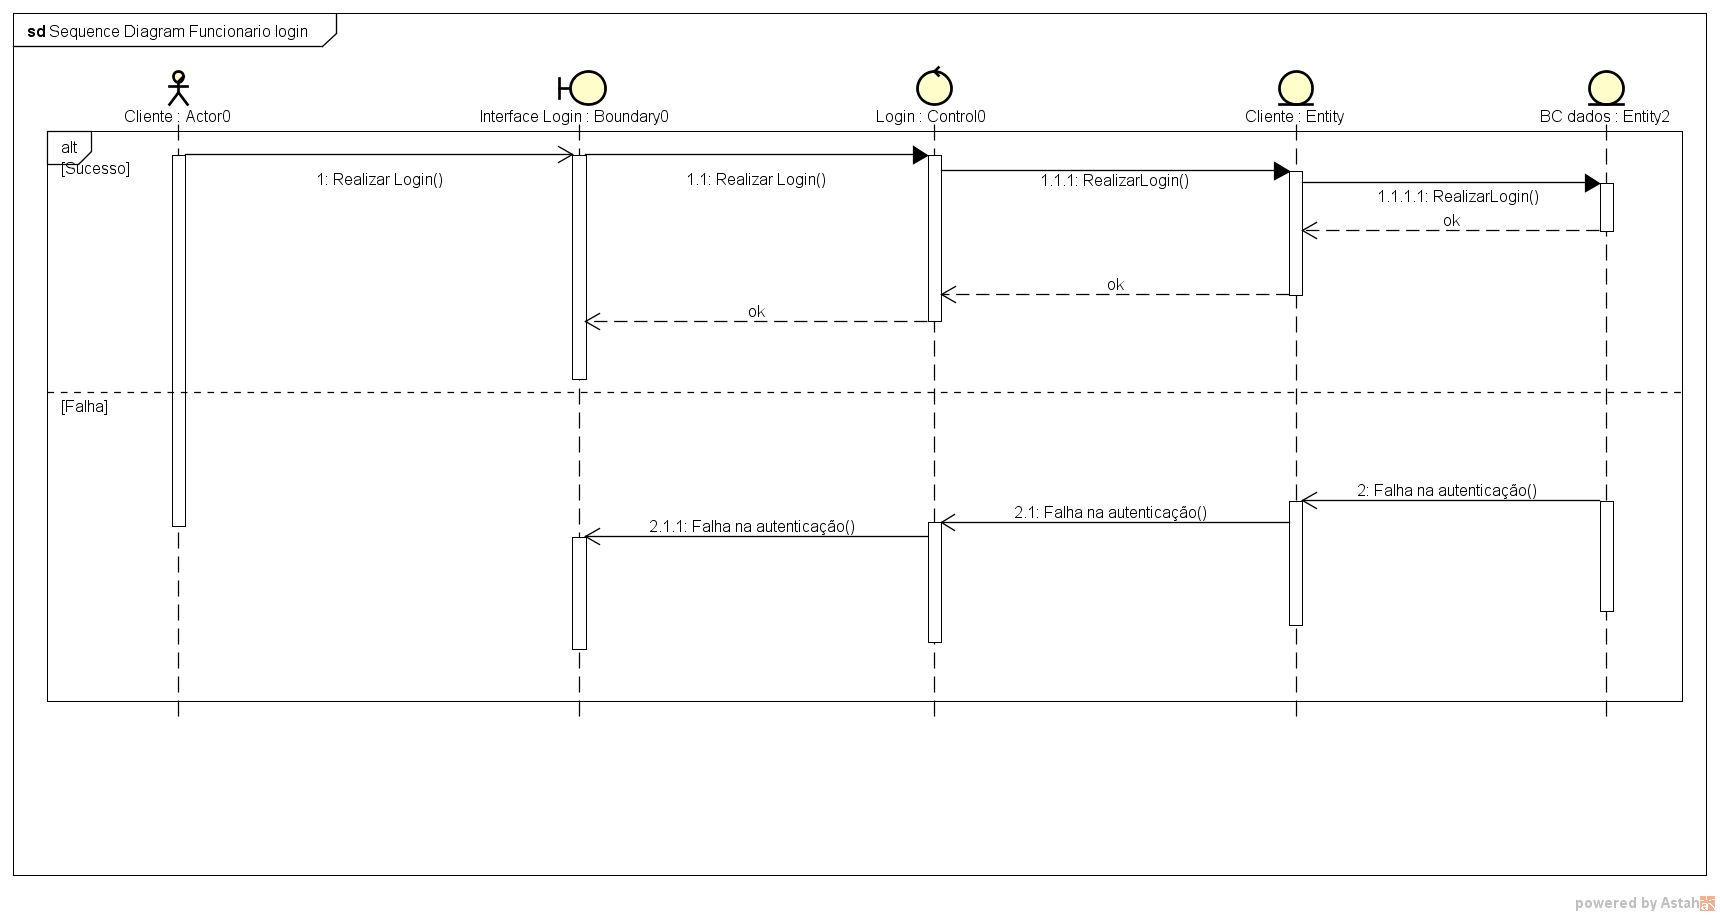 sd Sequence Diagram Funcionario login
Cliente : Actor0
Interface Login : Boundary0
Login : Control0
Cliente : Entity
BC dados : Entity2
alt
[Sucesso]
1: Realizar Login()
1.1: Realizar Login()
1.1.1: RealizarLogin()
1.1.1.1: RealizarLogin()
ok
ok
ok
[Falha]
2: Falha na autenticação()
2.1: Falha na autenticação()
2.1.1: Falha na autenticação()
powered by Astah